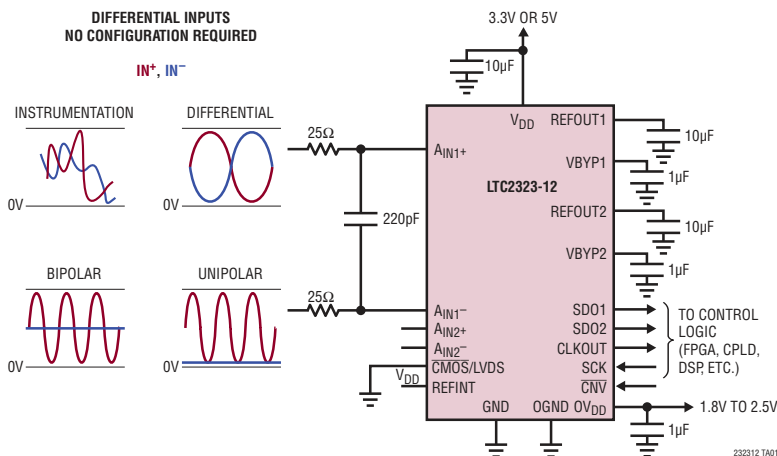 DIFFERENTIAL INPUTS
NO CONFIGURATION REQUIRED
IN+, IN–
INSTRUMENTATION
DIFFERENTIAL
0V
0V
BIPOLAR
UNIPOLAR
0V
0V
25Ω
220pF
25Ω
3.3V OR 5V
10µF
VDD
LTC2323-12
AIN1+
AIN1–
AIN2+
AIN2–
CMOS/LVDS
VDD
REFINT
GND
OGND
OVDD
REFOUT1
10µF
VBYP1
1µF
REFOUT2
10µF
VBYP2
1µF
SDO1
SDO2
CLKOUT
SCK
CNV
TO CONTROL
LOGIC
(FPGA, CPLD,
DSP, ETC.)
1.8V TO 2.5V
1µF
232312 TA01